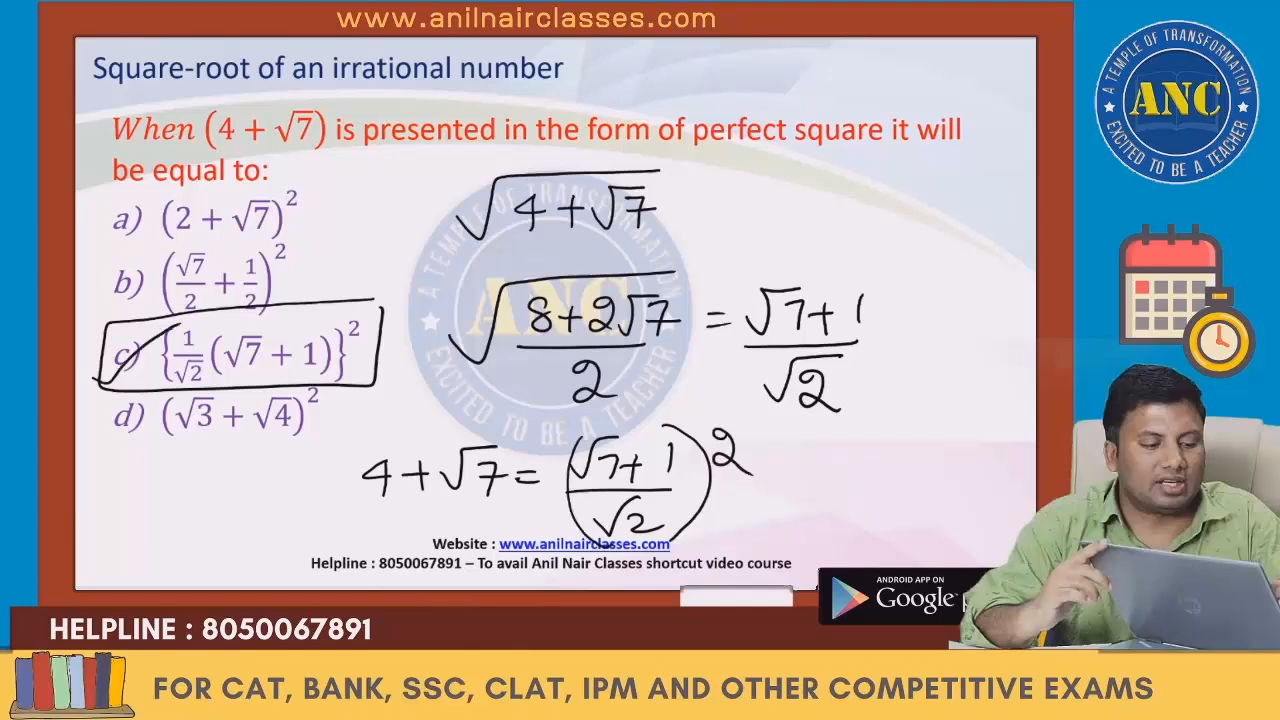 www.anilnairclasses.com
Square-root of an irrational number
When (4 + √7) is presented in the form of perfect square it will
be equal to:
a) (2 + √7)²
b) (√7/2 + 1/2)²
c) {1/√2 (√7 + 1)}²
d) (√3 + √4)²
√(4+√7)
√((8+2√7)/2) = (√7+1)/√2
4+√7 = ((√7+1)/√2)²
Website : www.anilnairclasses.com
Helpline : 8050067891 – To avail Anil Nair Classes shortcut video course
A TEMPLE OF TRANSFORMATION
ANC
EXCITED TO BE A TEACHER
A TEMPLE OF TRANSFORMATION
ANC
ANDROID APP ON
Google
HELPLINE : 8050067891
FOR CAT, BANK, SSC, CLAT, IPM AND OTHER COMPETITIVE EXAMS